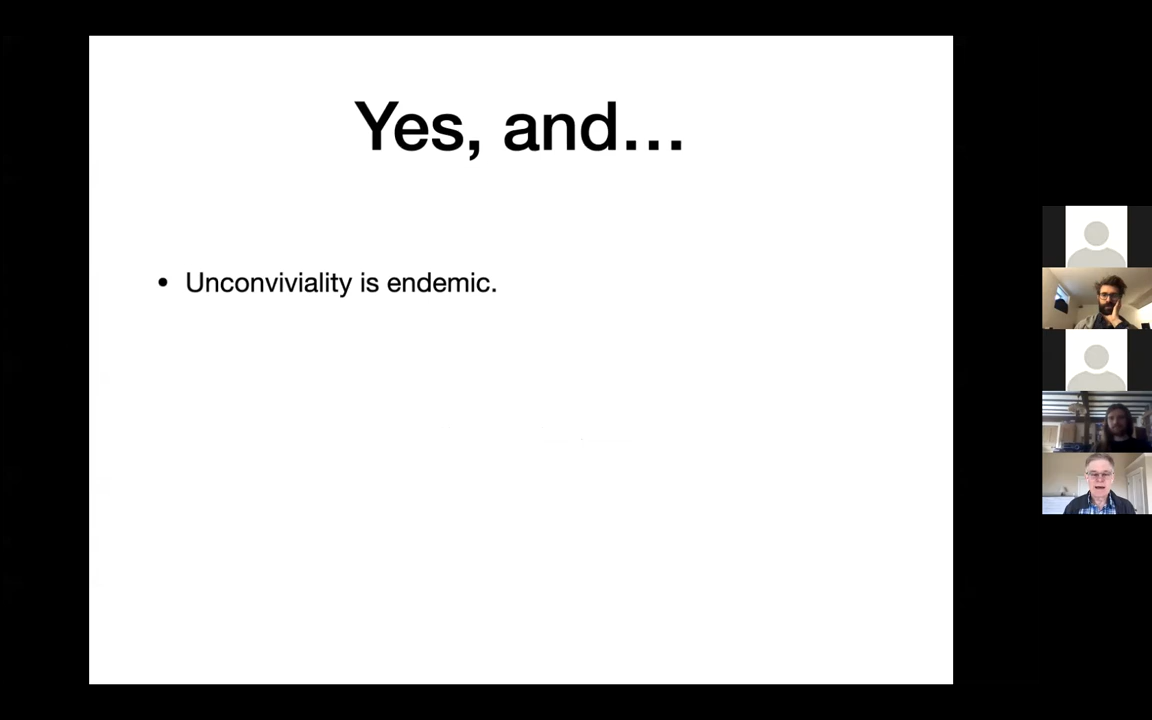 Yes, and…
• Unconviviality is endemic.